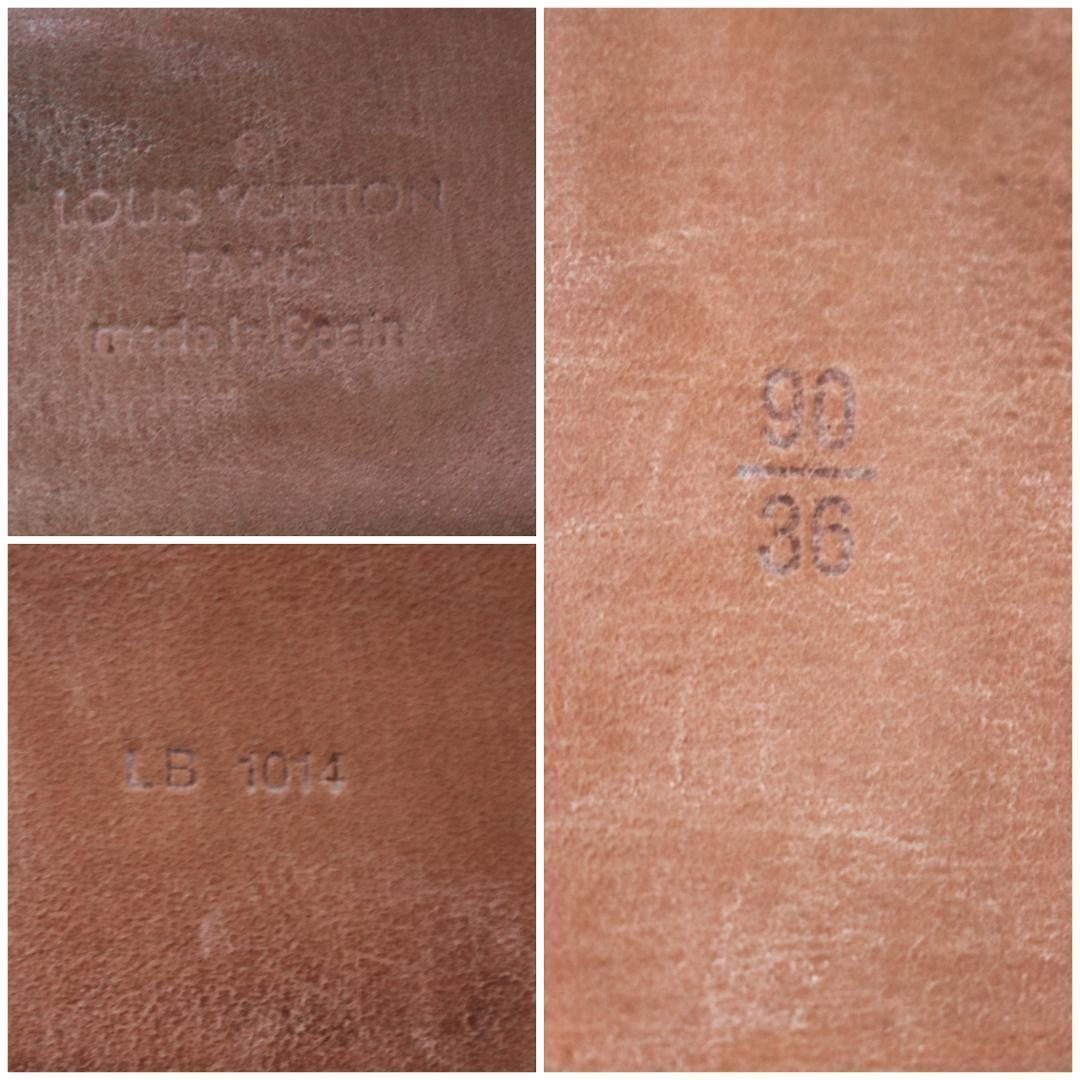 LOUIS VUITTON
PARIS
made in Spain
LB 1014
90
36